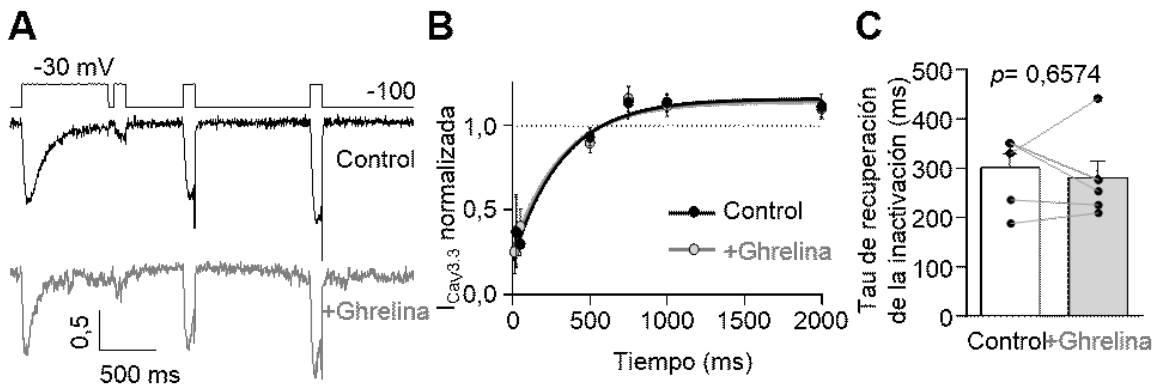 A
-30 mV
-100
Control
+Ghrelina
0,5
500 ms
B
I Cav3.3 normalizada
1,0
0,5
0,0
Control
+Ghrelina
0
500
1000
1500
2000
Tiempo (ms)
C
p= 0,6574
Tau de recuperación
de la inactivación (ms)
500
400
300
200
100
0
Control
+Ghrelina